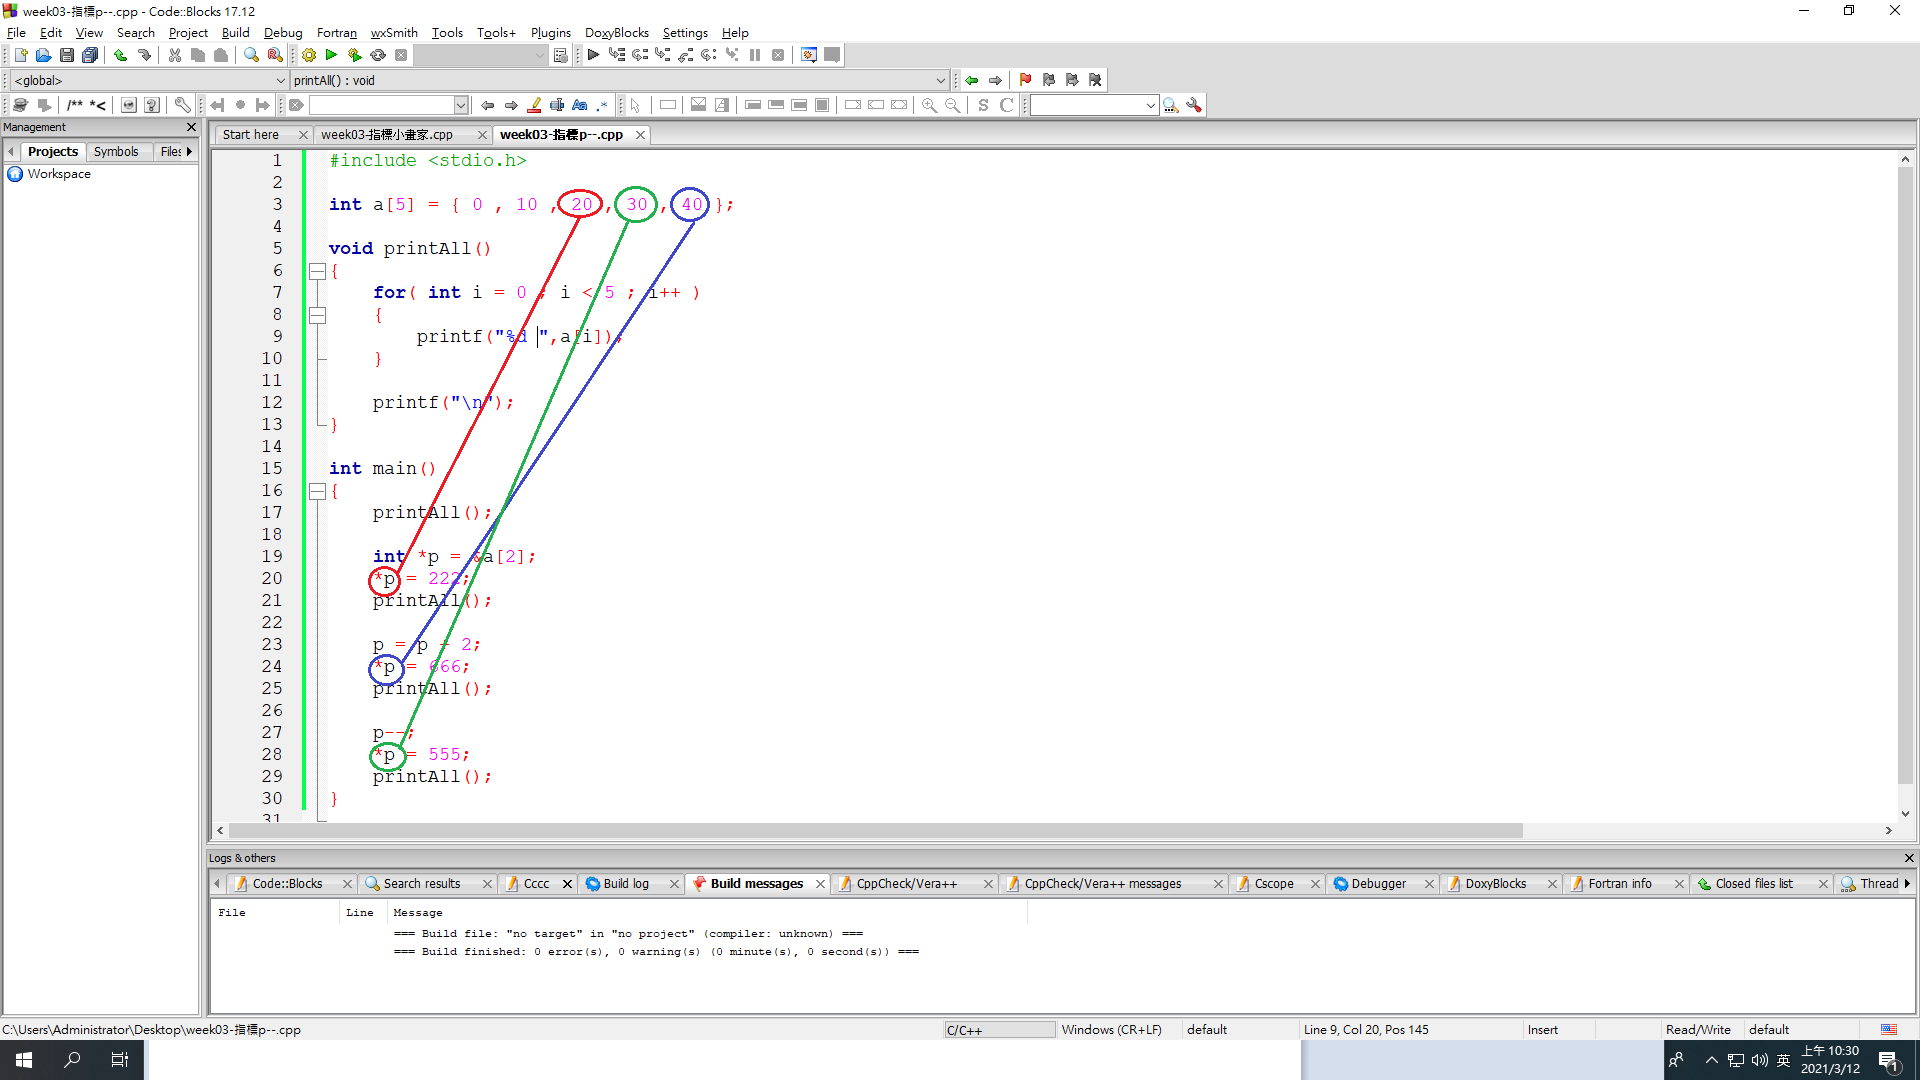 week03-指標p--.cpp - Code::Blocks 17.12
File Edit View Search Project Build Debug Fortran wxSmith Tools Tools+ Plugins DoxyBlocks Settings Help
<global> printAll() : void
/** *<
Aa .*
S C
Management
Projects Symbols Files
Workspace
Start here week03-指標小畫家.cpp week03-指標p--.cpp
1 #include <stdio.h>
2
3 int a[5] = { 0 , 10 , 20 , 30 , 40 };
4
5 void printAll()
6 {
7 for( int i = 0 ; i < 5 ; i++ )
8 {
9 printf("%d ",a[i]);
10 }
11
12 printf("\n");
13 }
14
15 int main()
16 {
17 printAll();
18
19 int *p = &a[2];
20 *p = 222;
21 printAll();
22
23 p = p + 2;
24 *p = 666;
25 printAll();
26
27 p--;
28 *p = 555;
29 printAll();
30 }
31
Logs & others
Code::Blocks Search results Cccc Build log Build messages CppCheck/Vera++ CppCheck/Vera++ messages Cscope Debugger DoxyBlocks Fortran info Closed files list Thread
File Line Message
=== Build file: "no target" in "no project" (compiler: unknown) ===
=== Build finished: 0 error(s), 0 warning(s) (0 minute(s), 0 second(s)) ===
C:\Users\Administrator\Desktop\week03-指標p--.cpp C/C++ Windows (CR+LF) default Line 9, Col 20, Pos 145 Insert Read/Write default
英 上午 10:30
2021/3/12
1